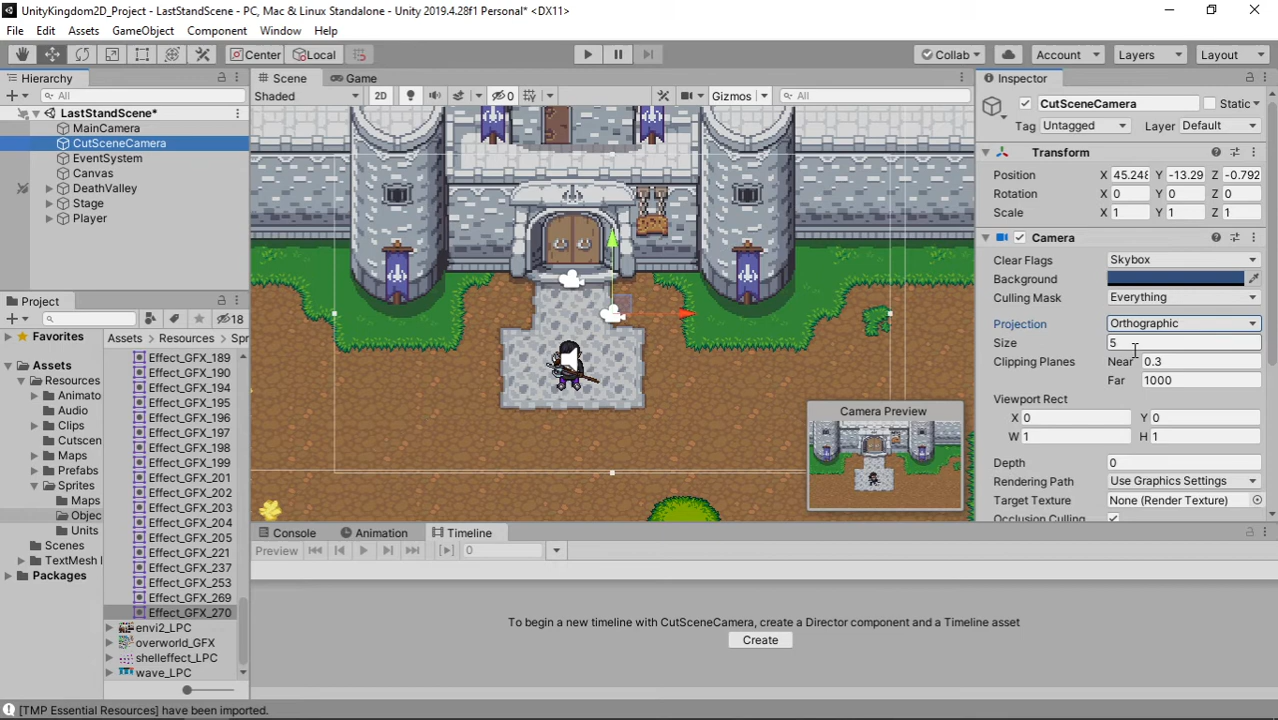 UnityKingdom2D_Project - LastStandScene - PC, Mac & Linux Standalone - Unity 2019.4.28f1 Personal* <DX11>
File Edit Assets GameObject Component Window Help
Center Local Collab Account Layers Layout
Hierarchy
All
LastStandScene*
MainCamera
CutSceneCamera
EventSystem
Canvas
DeathValley
Stage
Player
Scene Game
Shaded 2D 0 Gizmos All
Camera Preview
Inspector
CutSceneCamera Static
Tag Untagged Layer Default
Transform
Position X 45.248 Y -13.29 Z -0.792
Rotation X 0 Y 0 Z 0
Scale X 1 Y 1 Z 1
Camera
Clear Flags Skybox
Background
Culling Mask Everything
Projection Orthographic
Size 5
Clipping Planes Near 0.3
Far 1000
Viewport Rect
X 0 Y 0
W 1 H 1
Depth 0
Rendering Path Use Graphics Settings
Target Texture None (Render Texture)
Occlusion Culling
Project
18
Favorites
Assets
Resources
Animato
Audio
Clips
Cutscen
Maps
Prefabs
Sprites
Maps
Objec
Units
Scenes
TextMesh
Packages
Assets Resources Spr
Effect_GFX_189
Effect_GFX_190
Effect_GFX_194
Effect_GFX_195
Effect_GFX_196
Effect_GFX_197
Effect_GFX_198
Effect_GFX_199
Effect_GFX_201
Effect_GFX_202
Effect_GFX_203
Effect_GFX_204
Effect_GFX_205
Effect_GFX_221
Effect_GFX_237
Effect_GFX_253
Effect_GFX_269
Effect_GFX_270
envi2_LPC
overworld_GFX
shelleffect_LPC
wave_LPC
Console Animation Timeline
Preview 0
To begin a new timeline with CutSceneCamera, create a Director component and a Timeline asset
Create
[TMP Essential Resources] have been imported.